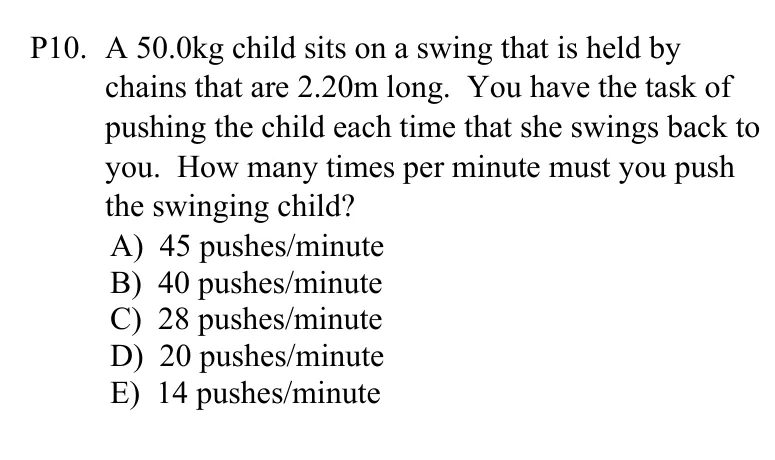 P10. A 50.0kg child sits on a swing that is held by
chains that are 2.20m long. You have the task of
pushing the child each time that she swings back to
you. How many times per minute must you push
the swinging child?
A) 45 pushes/minute
B) 40 pushes/minute
C) 28 pushes/minute
D) 20 pushes/minute
E) 14 pushes/minute